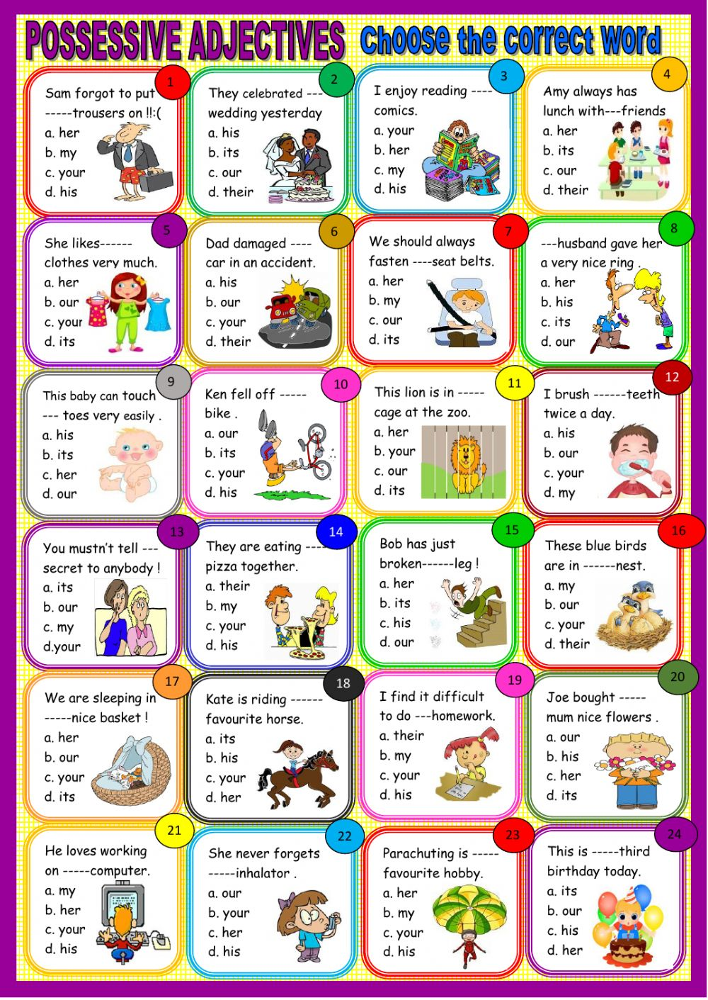 POSSESSIVE ADJECTIVES Choose the correct word
1
Sam forgot to put
-----trousers on !!:(
a. her
b. my
c. your
d. his
2
They celebrated ---
wedding yesterday
a. his
b. its
c. our
d. their
3
I enjoy reading ----
comics.
a. your
b. her
c. my
d. his
4
Amy always has
lunch with---friends
a. her
b. its
c. our
d. their
5
She likes------
clothes very much.
a. her
b. our
c. your
d. its
6
Dad damaged ----
car in an accident.
a. his
b. our
c. your
d. their
7
We should always
fasten ----seat belts.
a. her
b. my
c. our
d. its
8
---husband gave her
a very nice ring .
a. her
b. his
c. its
d. our
9
This baby can touch
--- toes very easily .
a. his
b. its
c. her
d. our
10
Ken fell off -----
bike .
a. our
b. its
c. your
d. his
11
This lion is in -----
cage at the zoo.
a. her
b. your
c. our
d. its
12
I brush ------teeth
twice a day.
a. his
b. our
c. your
d. my
13
You mustn't tell ---
secret to anybody !
a. its
b. our
c. my
d.your
14
They are eating ----
pizza together.
a. their
b. my
c. your
d. his
15
Bob has just
broken------leg !
a. her
b. its
c. his
d. our
16
These blue birds
are in ------nest.
a. my
b. our
c. your
d. their
17
We are sleeping in
-----nice basket !
a. her
b. our
c. your
d. its
18
Kate is riding ------
favourite horse.
a. its
b. his
c. your
d. her
19
I find it difficult
to do ---homework.
a. their
b. my
c. your
d. his
20
Joe bought -----
mum nice flowers .
a. our
b. his
c. her
d. its
21
He loves working
on -----computer.
a. my
b. her
c. your
d. his
22
She never forgets
-----inhalator .
a. our
b. your
c. her
d. his
23
Parachuting is -----
favourite hobby.
a. her
b. my
c. your
d. his
24
This is -----third
birthday today.
a. its
b. our
c. his
d. her